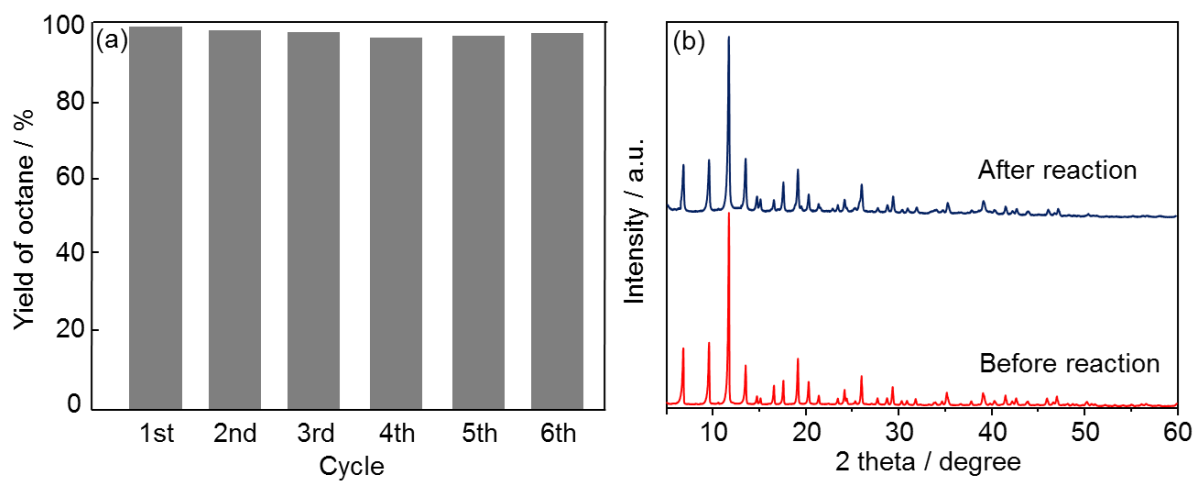 (a)
Yield of octane / %
100
80
60
40
20
0
1st 2nd 3rd 4th 5th 6th
Cycle
(b)
Intensity / a.u.
After reaction
Before reaction
10 20 30 40 50 60
2 theta / degree